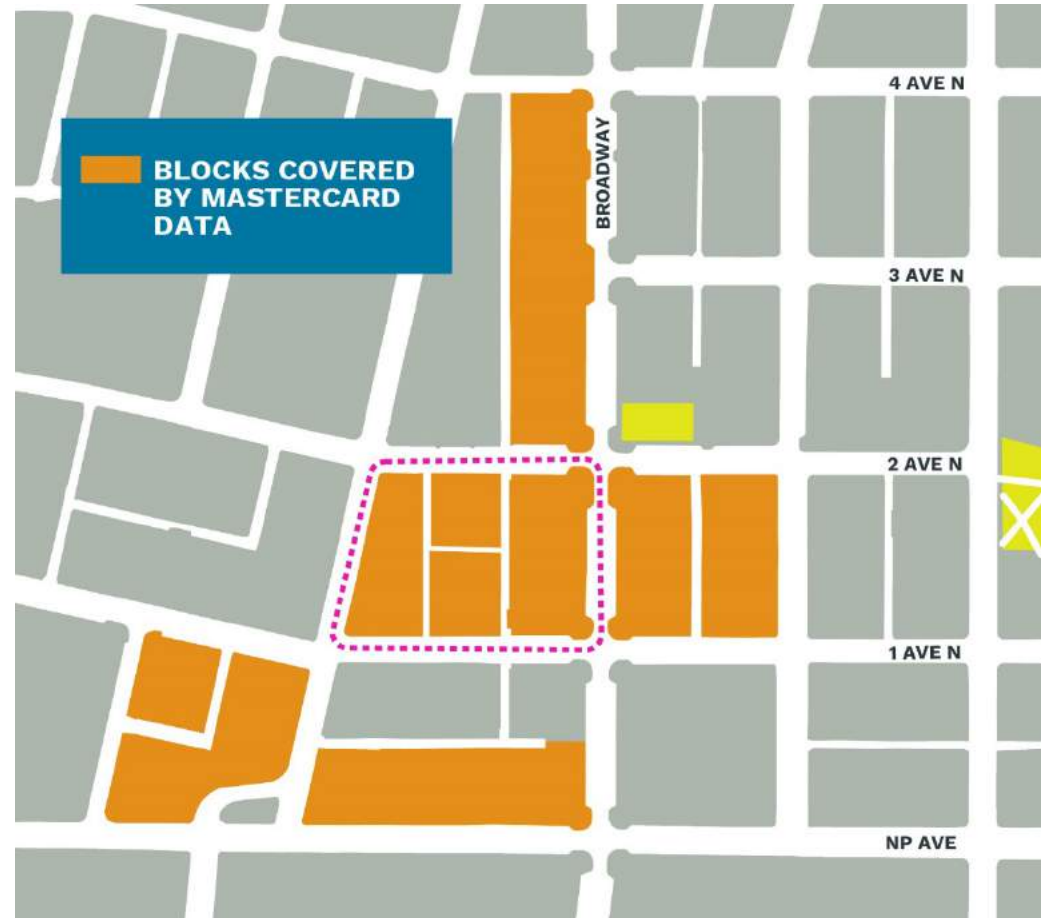 4 AVE N
BROADWAY
BLOCKS COVERED
BY MASTERCARD
DATA
3 AVE N
2 AVE N
1 AVE N
NP AVE